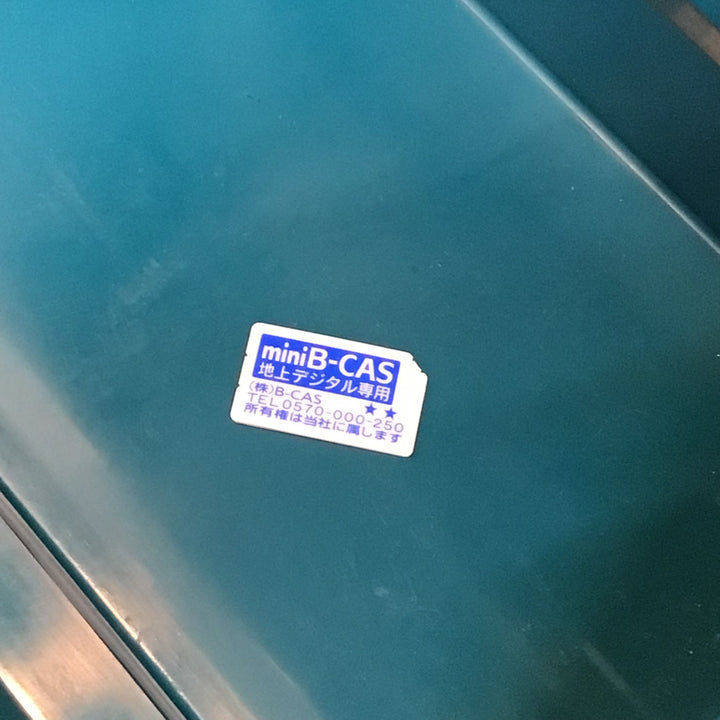 miniB-CAS
地上デジタル専用
(株)B-CAS ★★
TEL0570-000-250
所有権は当社に属します